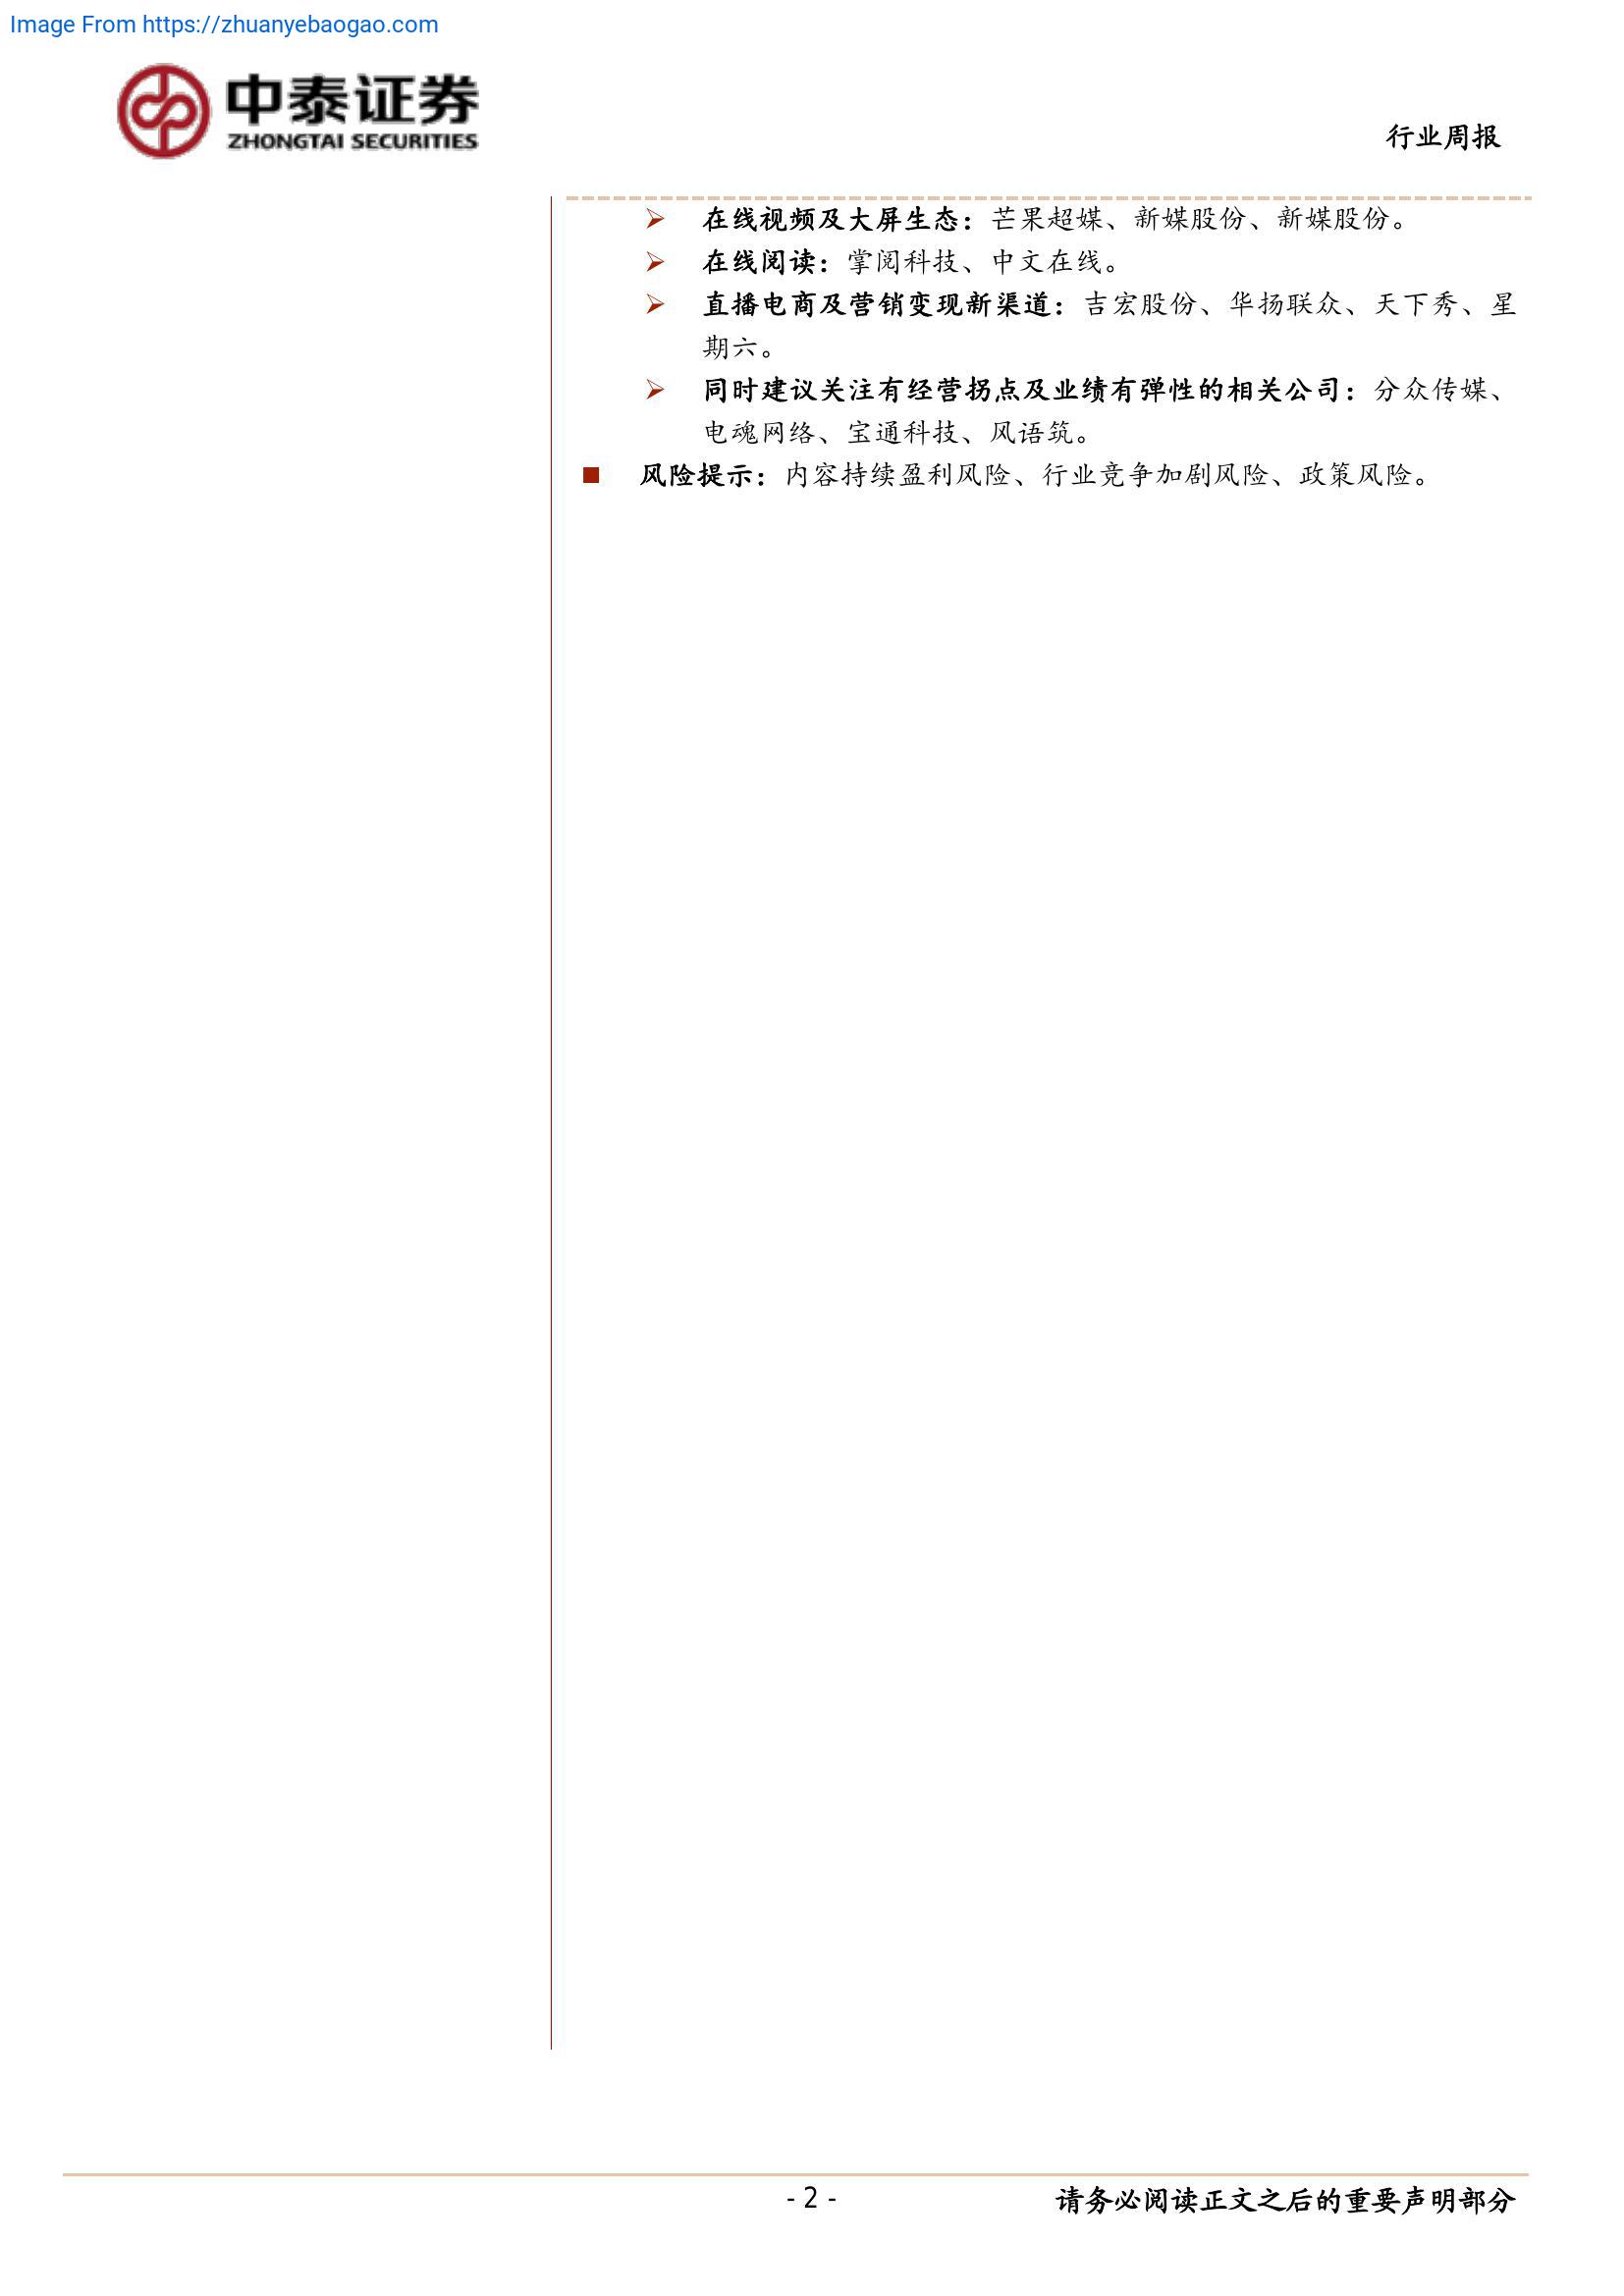 Image From https://zhuanyebaogao.com
中泰证券
ZHONGTAI SECURITIES
行业周报
➢ 在线视频及大屏生态：芒果超媒、新媒股份、新媒股份。
➢ 在线阅读：掌阅科技、中文在线。
➢ 直播电商及营销变现新渠道：吉宏股份、华扬联众、天下秀、星
期六。
➢ 同时建议关注有经营拐点及业绩有弹性的相关公司：分众传媒、
电魂网络、宝通科技、风语筑。
■ 风险提示：内容持续盈利风险、行业竞争加剧风险、政策风险。
- 2 -
请务必阅读正文之后的重要声明部分